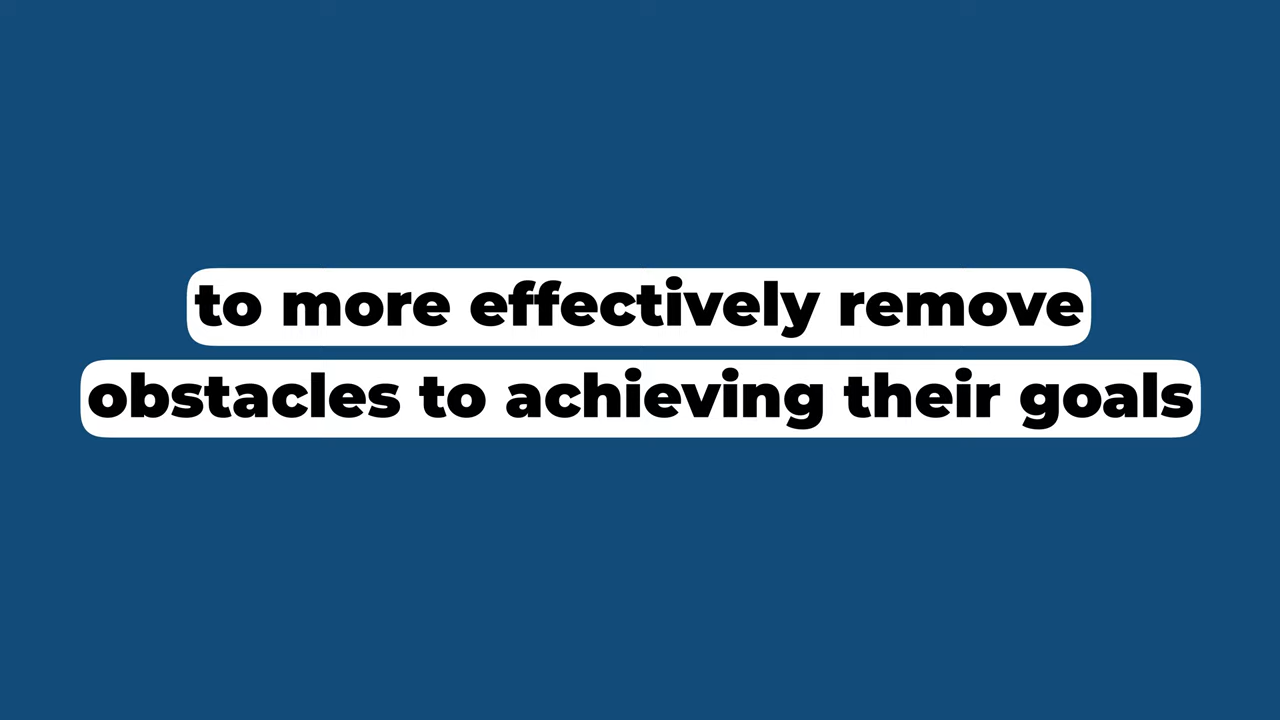 to more effectively remove
obstacles to achieving their goals